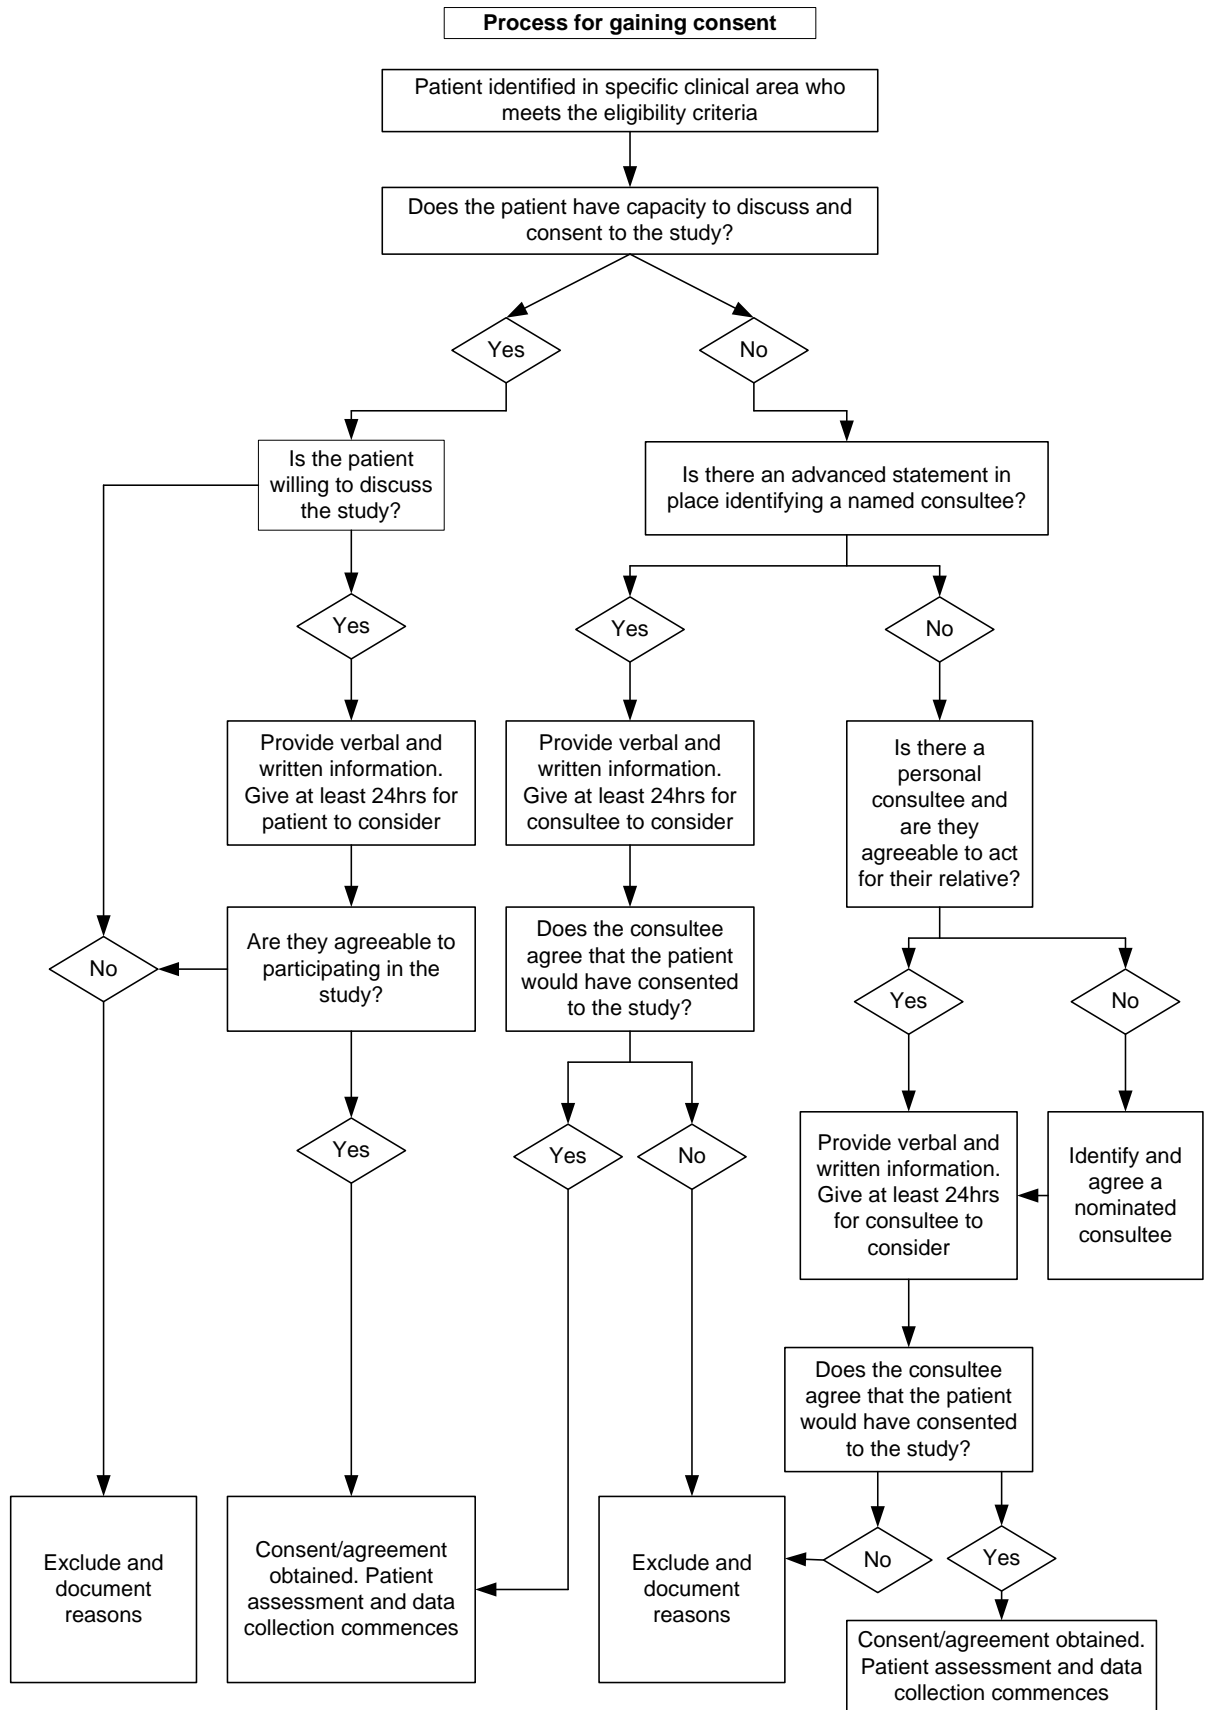 Process for gaining consent
Patient identified in specific clinical area who
meets the eligibility criteria
Does the patient have capacity to discuss and
consent to the study?
Yes
No
Is the patient
willing to discuss
the study?
Is there an advanced statement in
place identifying a named consultee?
Yes
Yes
No
Provide verbal and
written information.
Give at least 24hrs for
patient to consider
Provide verbal and
written information.
Give at least 24hrs for
consultee to consider
Is there a
personal
consultee and
are they
agreeable to act
for their relative?
No
Are they agreeable to
participating in the
study?
Does the consultee
agree that the patient
would have consented
to the study?
Yes
No
Yes
Yes
No
Provide verbal and
written information.
Give at least 24hrs
for consultee to
consider
Identify and
agree a
nominated
consultee
Does the consultee
agree that the patient
would have consented
to the study?
Exclude and
document
reasons
Consent/agreement
obtained. Patient
assessment and data
collection commences
Exclude and
document
reasons
No
Yes
Consent/agreement obtained.
Patient assessment and data
collection commences